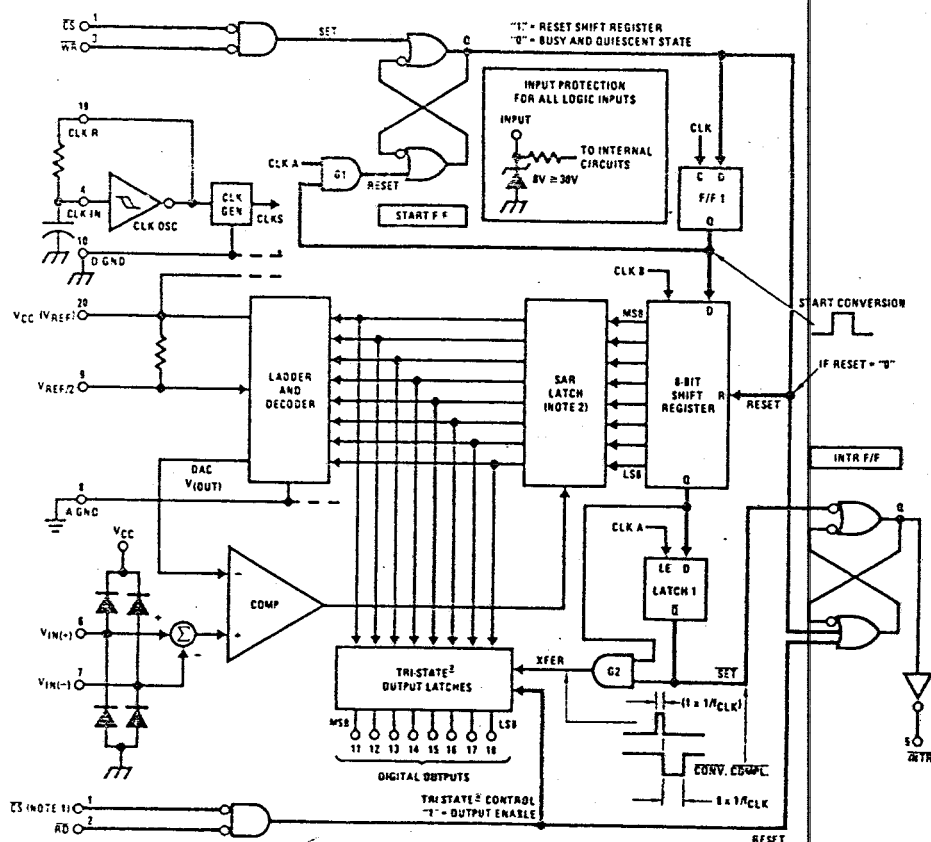 CS 1
WR 3
SET
Q
"1" = RESET SHIFT REGISTER
"0" = BUSY AND QUIESCENT STATE
INPUT PROTECTION
FOR ALL LOGIC INPUTS
INPUT
TO INTERNAL
CIRCUITS
BV ≅ 30V
19
CLK R
CLK A
G1
RESET
START F F
CLK
C D
F/F 1
Q
4
CLK IN
CLK OSC
CLK
GEN
CLKS
10
D GND
CLK B
START CONVERSION
20
VCC (VREF)
MSB
D
9
VREF/2
LADDER
AND
DECODER
SAR
LATCH
(NOTE 2)
8-BIT
SHIFT
REGISTER
R
RESET
IF RESET = "0"
DAC
V(OUT)
LSB
Q
INTR F/F
8
A GND
VCC
CLK A
LE D
LATCH 1
Q
Q
COMP
6
VIN(+)
+
Σ
−
−
+
7
VIN(−)
XFER
G2
SET
TRI-STATE
OUTPUT LATCHES
(1 x 1/fCLK)
MSB
LSB
11 12 13 14 15 16 17 18
DIGITAL OUTPUTS
CONV. COMPL.
8 x 1/fCLK
5
INTR
CS (NOTE 1) 1
RD 2
TRI STATE CONTROL
"1" = OUTPUT ENABLE
RESET